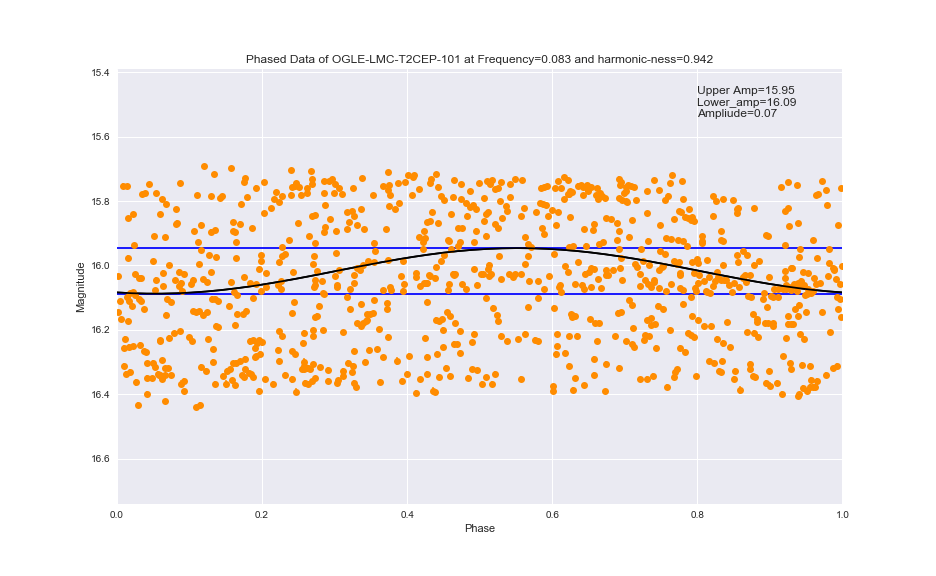 Phased Data of OGLE-LMC-T2CEP-101 at Frequency=0.083 and harmonic-ness=0.942
Upper Amp=15.95
Lower_amp=16.09
Ampliude=0.07
15.4
15.6
15.8
16.0
16.2
16.4
16.6
Magnitude
0.0 0.2 0.4 0.6 0.8 1.0
Phase